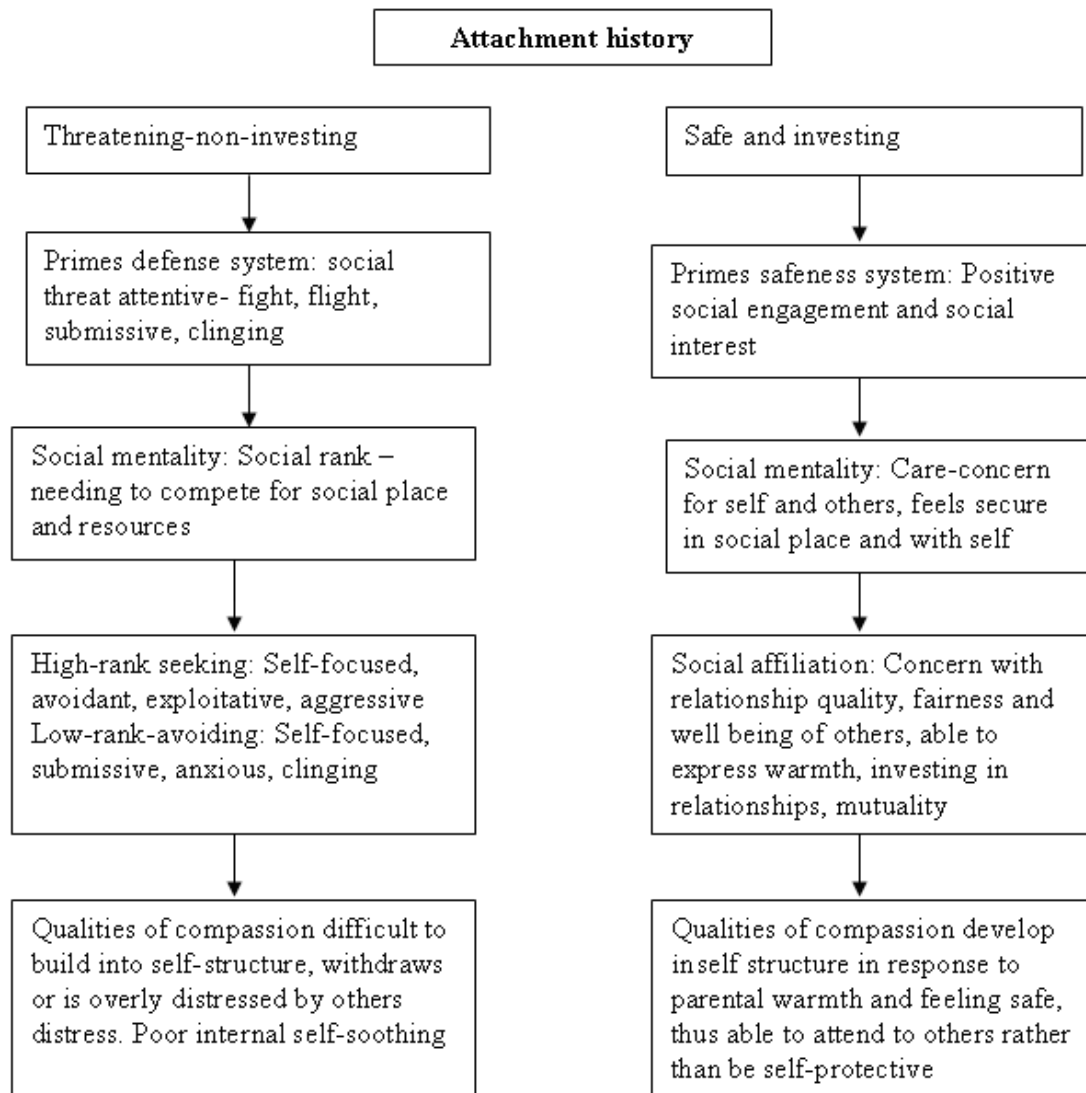 Attachment history
Threatening-non-investing
Primes defense system: social
threat attentive- fight, flight,
submissive, clinging
Social mentality: Social rank –
needing to compete for social place
and resources
High-rank seeking: Self-focused,
avoidant, exploitative, aggressive
Low-rank-avoiding: Self-focused,
submissive, anxious, clinging
Qualities of compassion difficult to
build into self-structure, withdraws
or is overly distressed by others
distress. Poor internal self-soothing
Safe and investing
Primes safeness system: Positive
social engagement and social
interest
Social mentality: Care-concern
for self and others, feels secure
in social place and with self
Social affiliation: Concern with
relationship quality, fairness and
well being of others, able to
express warmth, investing in
relationships, mutuality
Qualities of compassion develop
inself structure in response to
parental warmth and feeling safe,
thus able to attend to others rather
than be self-protective